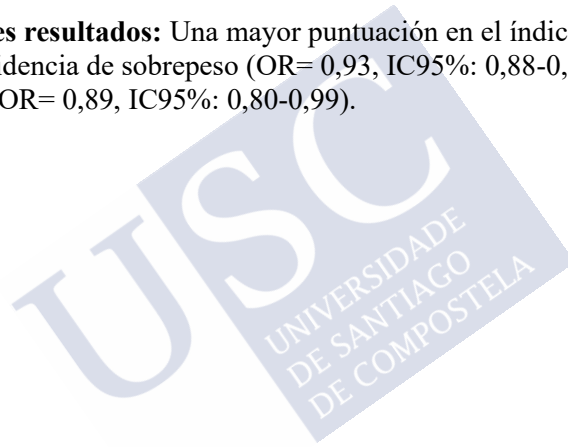 es resultados: Una mayor puntuación en el índic
idencia de sobrepeso (OR= 0,93, IC95%: 0,88-0,
OR= 0,89, IC95%: 0,80-0,99).
USC
UNIVERSIDADE
DE SANTIAGO
DE COMPOSTELA